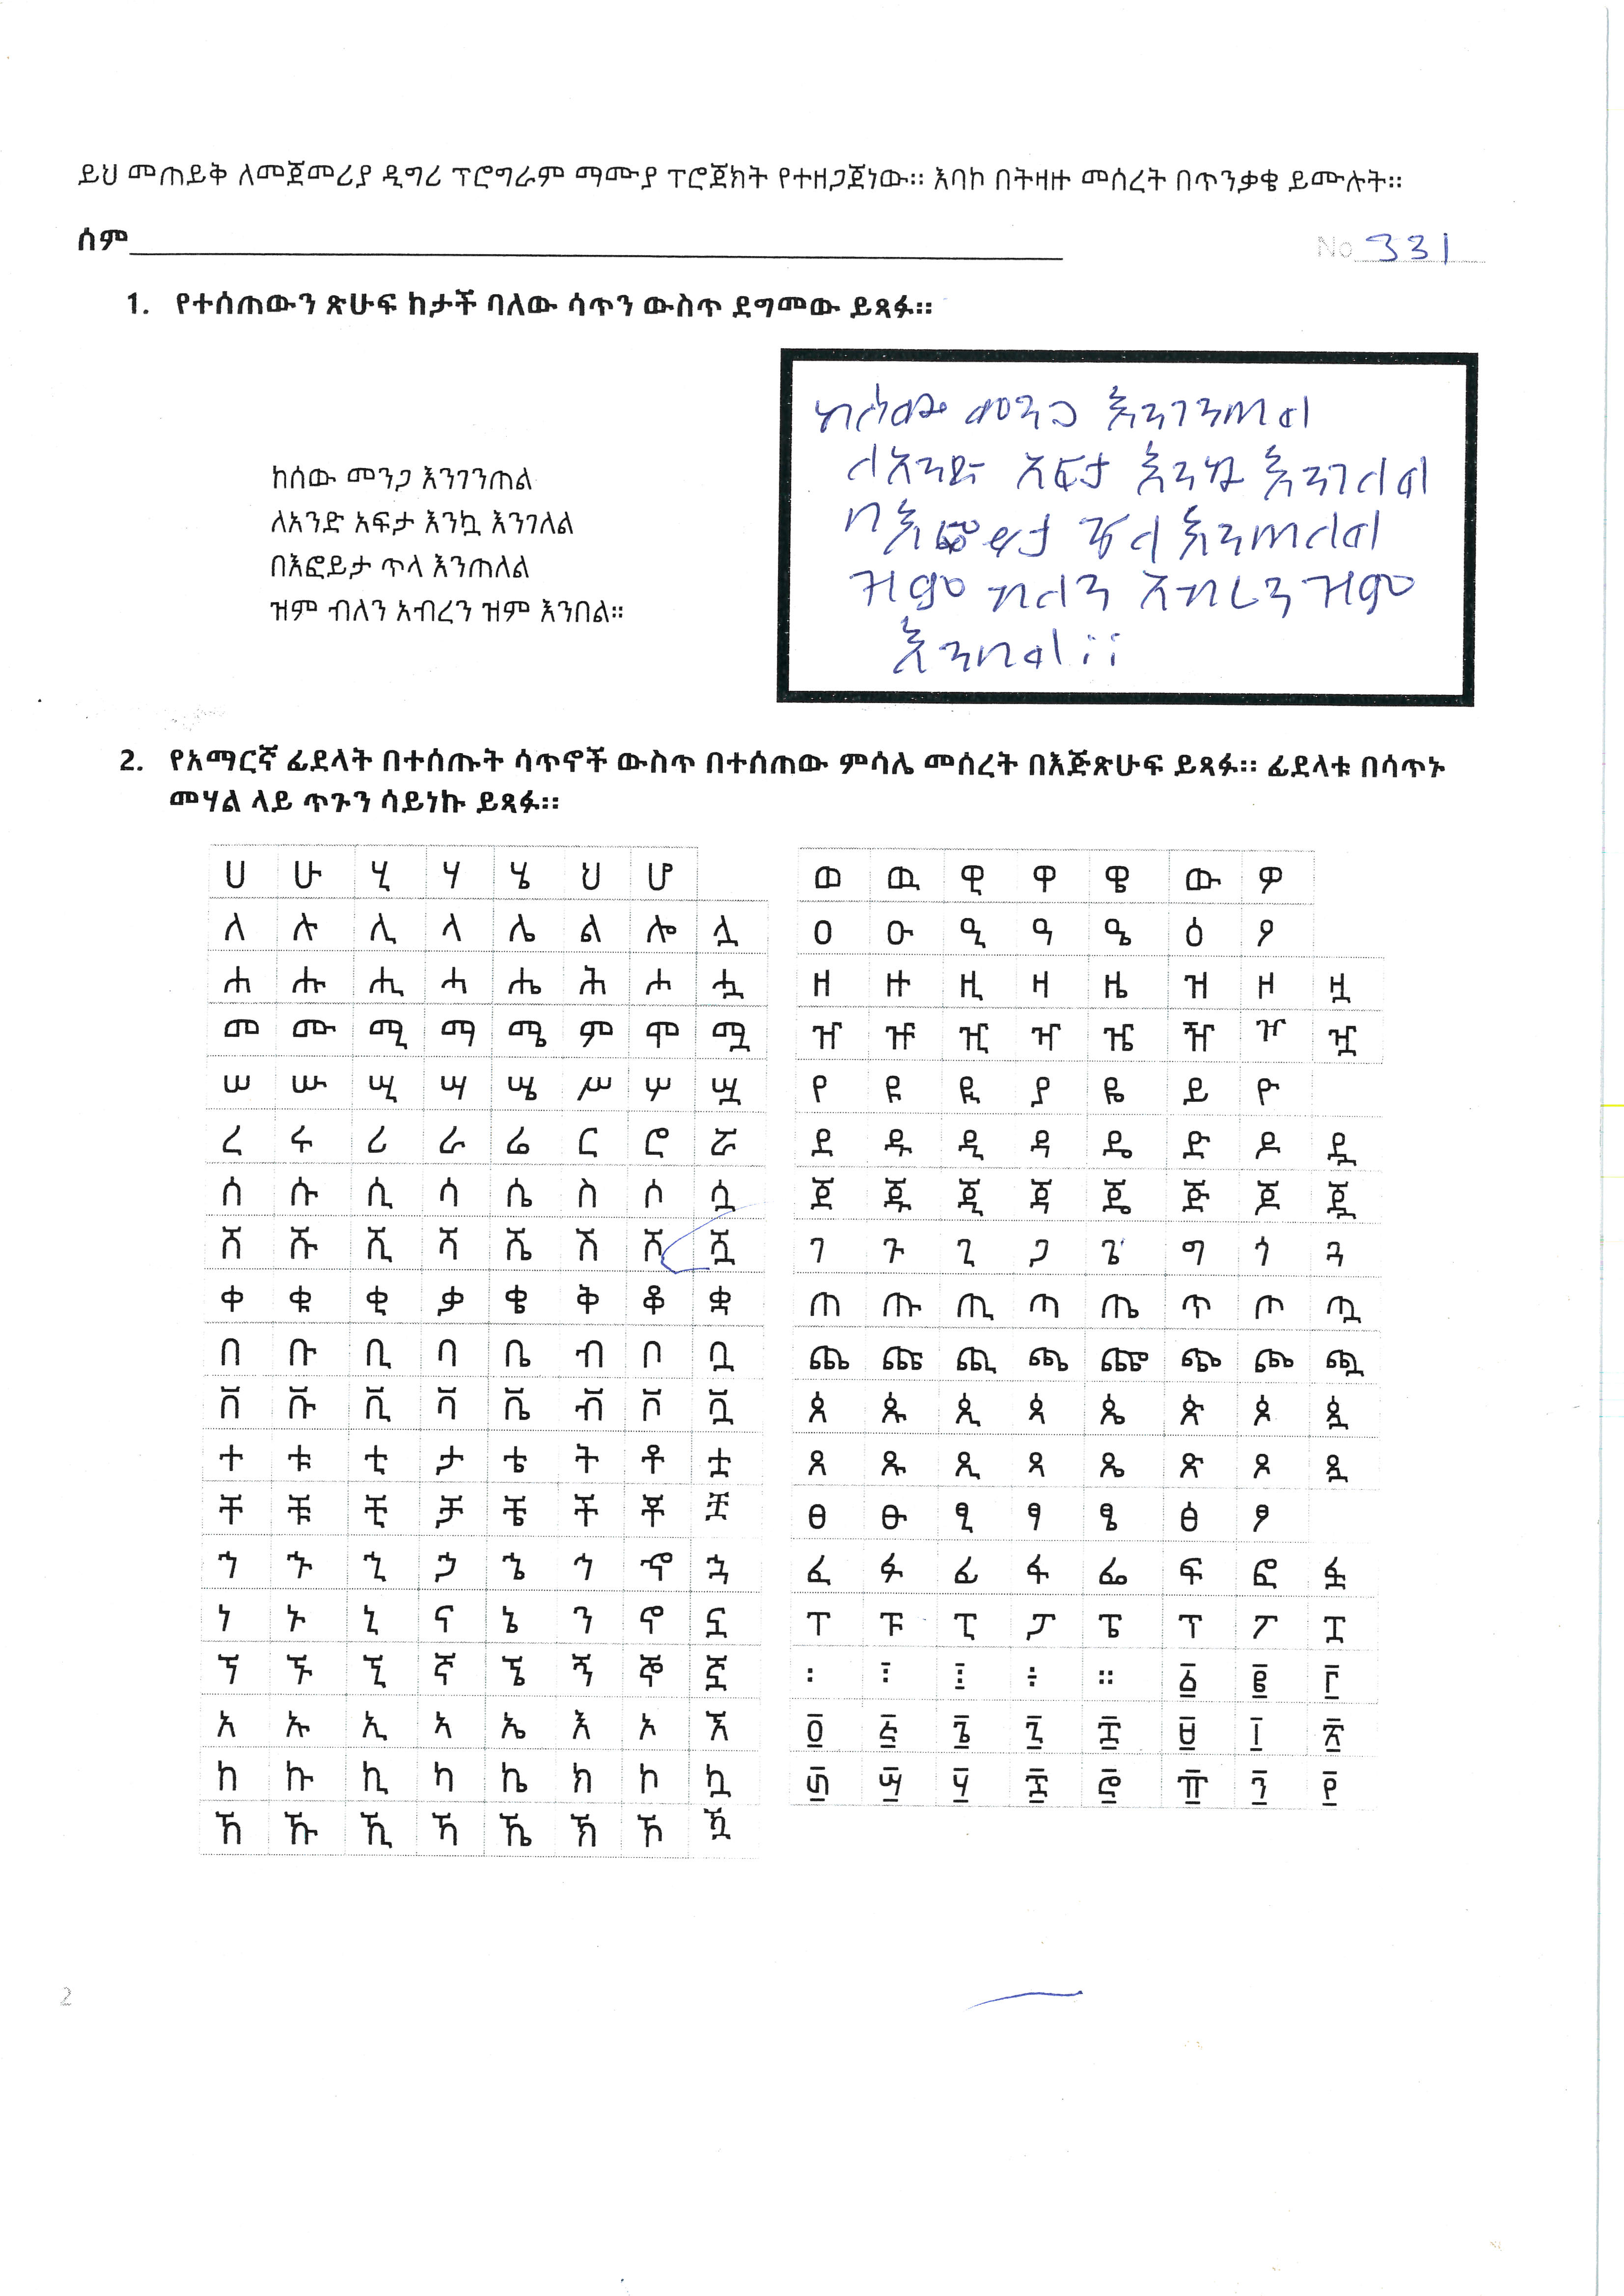 ይህ መጠይቅ ለመጀመሪያ ዲግሪ ፕሮግራም ማሙያ ፕሮጀክት የተዘጋጀነው። እባከ በትዛዙ መሰረት በጥንቃቄ ይሙሉት።
ስም
No 331
1. የተሰጠውን ጽሁፍ ከታች ባለው ሳጥን ውስጥ ደግመው ይጻፉ።
ከሰው መንጋ እንገንጠል
ለአንድ አፍታ እንኳ እንገለል
በእፎይታ ጥላ እንጠለል
ዝም ብለን አብረን ዝም እንበል።
ከሰው መንጋ እንገንጠል
ለአንድ አፍታ እንኳ እንገለል
በእፎይታ ጥላ እንጠለል
ዝም ብለን አብረን ዝም
እንበል።
2. የአማርኛ ፊደላት በተሰጡት ሳጥኖች ውስጥ በተሰጠው ምሳሌ መሰረት በእጅጽሁፍ ይጻፉ። ፊደላቱ በሳጥኑ
መሃል ላይ ጥጉን ሳይነኩ ይጻፉ።
ሀ ሁ ሂ ሃ ሄ ህ ሆ
ለ ሉ ሊ ላ ሌ ል ሎ ሏ
ሐ ሑ ሒ ሓ ሔ ሕ ሖ ሗ
መ ሙ ሚ ማ ሜ ም ሞ ሟ
ሠ ሡ ሢ ሣ ሤ ሥ ሦ ሧ
ረ ሩ ሪ ራ ሬ ር ሮ ሯ
ሰ ሱ ሲ ሳ ሴ ስ ሶ ሷ
ሸ ሹ ሺ ሻ ሼ ሽ ሾ ሿ
ቀ ቁ ቂ ቃ ቄ ቅ ቆ ቋ
በ ቡ ቢ ባ ቤ ብ ቦ ቧ
ቨ ቩ ቪ ቫ ቬ ቭ ቮ ቯ
ተ ቱ ቲ ታ ቴ ት ቶ ቷ
ቸ ቹ ቺ ቻ ቼ ች ቾ ቿ
ኀ ኁ ኂ ኃ ኄ ኅ ኆ ኋ
ነ ኑ ኒ ና ኔ ን ኖ ኗ
ኘ ኙ ኚ ኛ ኜ ኝ ኞ ኟ
አ ኡ ኢ ኣ ኤ እ ኦ ኧ
ከ ኩ ኪ ካ ኬ ክ ኮ ኳ
ኸ ኹ ኺ ኻ ኼ ኽ ኾ ዃ
ወ ዉ ዊ ዋ ዌ ው ዎ
ዐ ዑ ዒ ዓ ዔ ዕ ዖ
ዘ ዙ ዚ ዛ ዜ ዝ ዞ ዟ
ዠ ዡ ዢ ዣ ዤ ዥ ዦ ዧ
የ ዩ ዪ ያ ዬ ይ ዮ
ደ ዱ ዲ ዳ ዴ ድ ዶ ዷ
ጀ ጁ ጂ ጃ ጄ ጅ ጆ ጇ
ገ ጉ ጊ ጋ ጌ ግ ጎ ጓ
ጠ ጡ ጢ ጣ ጤ ጥ ጦ ጧ
ጨ ጩ ጪ ጫ ጬ ጭ ጮ ጯ
ጰ ጱ ጲ ጳ ጴ ጵ ጶ ጷ
ጸ ጹ ጺ ጻ ጼ ጽ ጾ ጿ
ፀ ፁ ፂ ፃ ፄ ፅ ፆ
ፈ ፉ ፊ ፋ ፌ ፍ ፎ ፏ
ፐ ፑ ፒ ፓ ፔ ፕ ፖ ፗ
፡ ፤ ፧ ፥ ። ፩ ፪ ፫
፬ ፭ ፮ ፯ ፰ ፱ ፲ ፳
፴ ፵ ፶ ፷ ፸ ፹ ፺ ፻
2